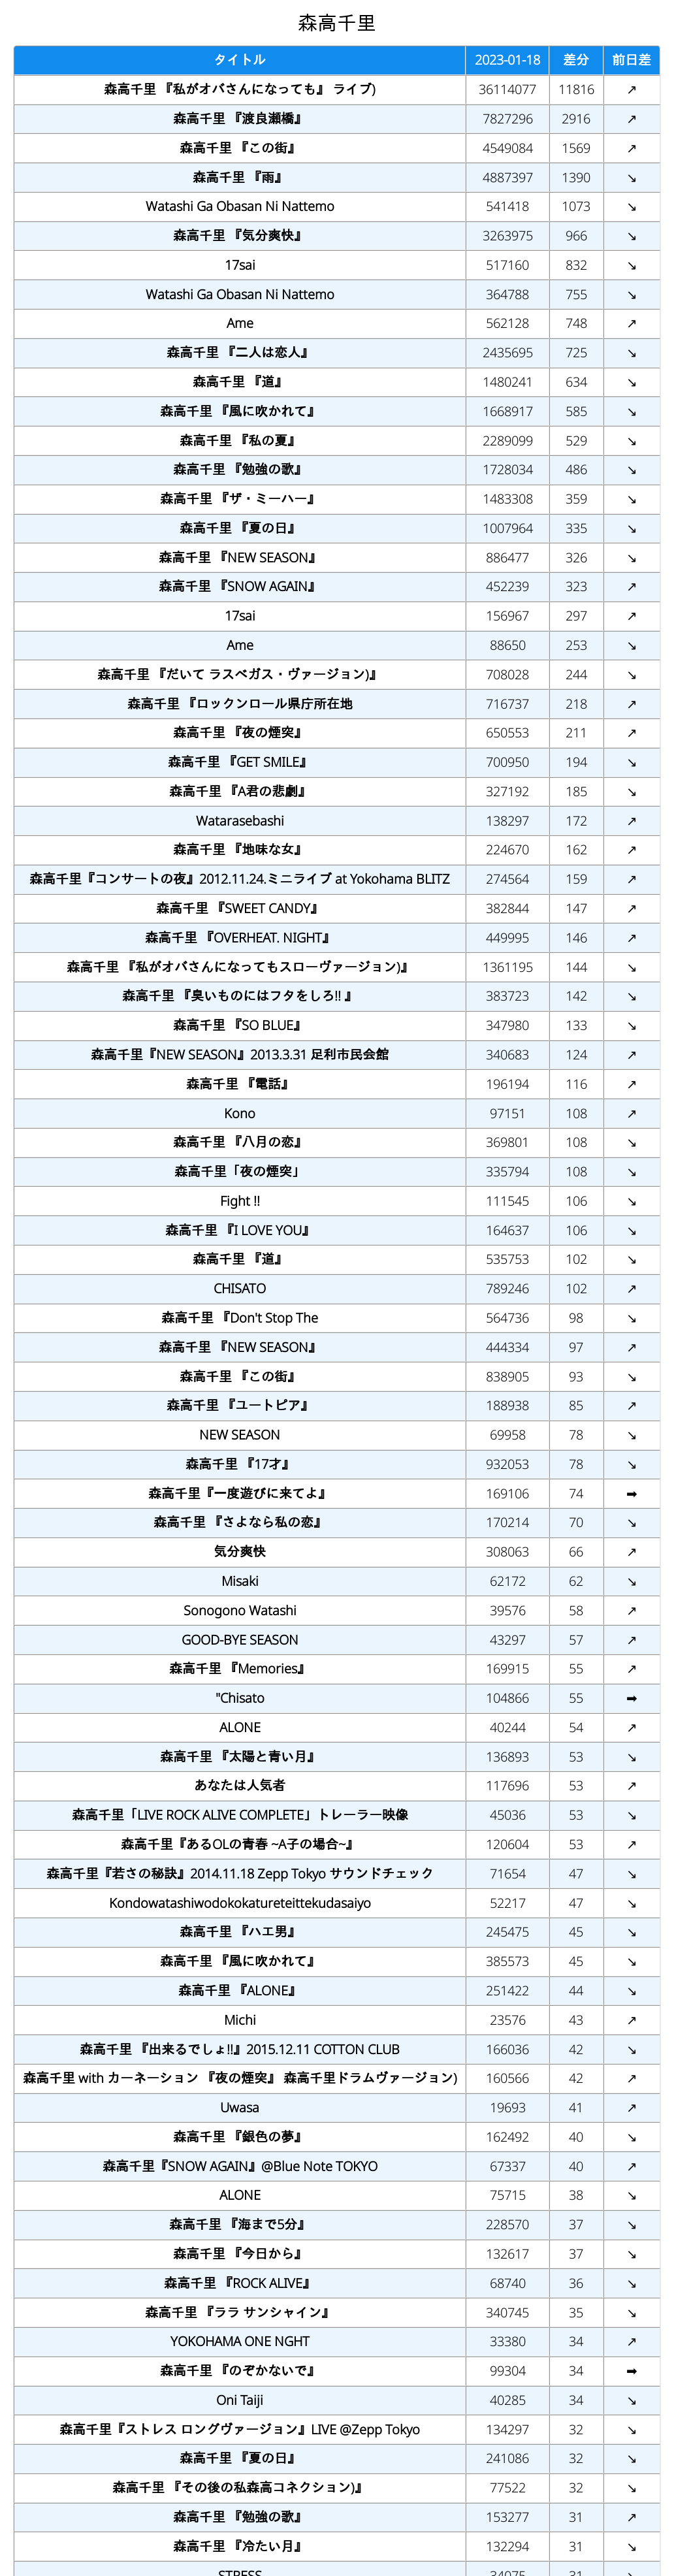 森高千里
タイトル 2023-01-18 差分 前日差
森高千里 『私がオバさんになっても』 ライブ) 36114077 11816 ↗
森高千里 『渡良瀬橋』 7827296 2916 ↗
森高千里 『この街』 4549084 1569 ↗
森高千里 『雨』 4887397 1390 ↘
Watashi Ga Obasan Ni Nattemo 541418 1073 ↘
森高千里 『気分爽快』 3263975 966 ↘
17sai 517160 832 ↘
Watashi Ga Obasan Ni Nattemo 364788 755 ↘
Ame 562128 748 ↗
森高千里 『二人は恋人』 2435695 725 ↘
森高千里 『道』 1480241 634 ↘
森高千里 『風に吹かれて』 1668917 585 ↘
森高千里 『私の夏』 2289099 529 ↘
森高千里 『勉強の歌』 1728034 486 ↘
森高千里 『ザ・ミーハー』 1483308 359 ↘
森高千里 『夏の日』 1007964 335 ↘
森高千里 『NEW SEASON』 886477 326 ↘
森高千里 『SNOW AGAIN』 452239 323 ↗
17sai 156967 297 ↗
Ame 88650 253 ↘
森高千里 『だいて ラスベガス・ヴァージョン)』 708028 244 ↘
森高千里 『ロックンロール県庁所在地 716737 218 ↗
森高千里 『夜の煙突』 650553 211 ↗
森高千里 『GET SMILE』 700950 194 ↘
森高千里 『A君の悲劇』 327192 185 ↘
Watarasebashi 138297 172 ↗
森高千里 『地味な女』 224670 162 ↗
森高千里『コンサートの夜』2012.11.24.ミニライブ at Yokohama BLITZ 274564 159 ↗
森高千里 『SWEET CANDY』 382844 147 ↗
森高千里 『OVERHEAT. NIGHT』 449995 146 ↗
森高千里 『私がオバさんになってもスローヴァージョン)』 1361195 144 ↘
森高千里 『臭いものにはフタをしろ!! 』 383723 142 ↘
森高千里 『SO BLUE』 347980 133 ↘
森高千里『NEW SEASON』2013.3.31 足利市民会館 340683 124 ↗
森高千里 『電話』 196194 116 ↗
Kono 97151 108 ↗
森高千里 『八月の恋』 369801 108 ↘
森高千里「夜の煙突」 335794 108 ↘
Fight !! 111545 106 ↘
森高千里 『I LOVE YOU』 164637 106 ↘
森高千里 『道』 535753 102 ↘
CHISATO 789246 102 ↗
森高千里 『Don't Stop The 564736 98 ↘
森高千里 『NEW SEASON』 444334 97 ↗
森高千里 『この街』 838905 93 ↘
森高千里 『ユートピア』 188938 85 ↗
NEW SEASON 69958 78 ↘
森高千里 『17才』 932053 78 ↘
森高千里『一度遊びに来てよ』 169106 74 ➡
森高千里 『さよなら私の恋』 170214 70 ↘
気分爽快 308063 66 ↗
Misaki 62172 62 ↘
Sonogono Watashi 39576 58 ↗
GOOD-BYE SEASON 43297 57 ↗
森高千里 『Memories』 169915 55 ↗
"Chisato 104866 55 ➡
ALONE 40244 54 ↗
森高千里 『太陽と青い月』 136893 53 ↘
あなたは人気者 117696 53 ↗
森高千里「LIVE ROCK ALIVE COMPLETE」トレーラー映像 45036 53 ↘
森高千里『あるOLの青春 ~A子の場合~』 120604 53 ↗
森高千里『若さの秘訣』2014.11.18 Zepp Tokyo サウンドチェック 71654 47 ↘
Kondowatashiwodokokatureteittekudasaiyo 52217 47 ↘
森高千里 『ハエ男』 245475 45 ↘
森高千里 『風に吹かれて』 385573 45 ↘
森高千里 『ALONE』 251422 44 ↘
Michi 23576 43 ↗
森高千里 『出来るでしょ!!』2015.12.11 COTTON CLUB 166036 42 ↘
森高千里 with カーネーション 『夜の煙突』 森高千里ドラムヴァージョン) 160566 42 ↗
Uwasa 19693 41 ↗
森高千里 『銀色の夢』 162492 40 ↘
森高千里『SNOW AGAIN』@Blue Note TOKYO 67337 40 ↗
ALONE 75715 38 ↘
森高千里 『海まで5分』 228570 37 ↘
森高千里 『今日から』 132617 37 ↘
森高千里 『ROCK ALIVE』 68740 36 ↘
森高千里 『ララ サンシャイン』 340745 35 ↘
YOKOHAMA ONE NGHT 33380 34 ↗
森高千里 『のぞかないで』 99304 34 ➡
Oni Taiji 40285 34 ↘
森高千里『ストレス ロングヴァージョン』LIVE @Zepp Tokyo 134297 32 ↘
森高千里 『夏の日』 241086 32 ↘
森高千里 『その後の私森高コネクション)』 77522 32 ↘
森高千里 『勉強の歌』 153277 31 ↗
森高千里 『冷たい月』 132294 31 ↘
STRESS 34075 31